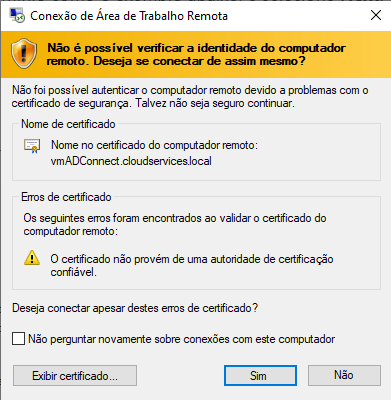 Conexão de Área de Trabalho Remota
Não é possível verificar a identidade do computador
remoto. Deseja se conectar de assim mesmo?
Não foi possível autenticar o computador remoto devido a problemas com o
certificado de segurança. Talvez não seja seguro continuar.
Nome de certificado
Nome no certificado do computador remoto:
vmADConnect.cloudservices.local
Erros de certificado
Os seguintes erros foram encontrados ao validar o certificado do
computador remoto:
O certificado não provém de uma autoridade de certificação
confiável.
Deseja conectar apesar destes erros de certificado?
Não perguntar novamente sobre conexões com este computador
Exibir certificado... Sim Não